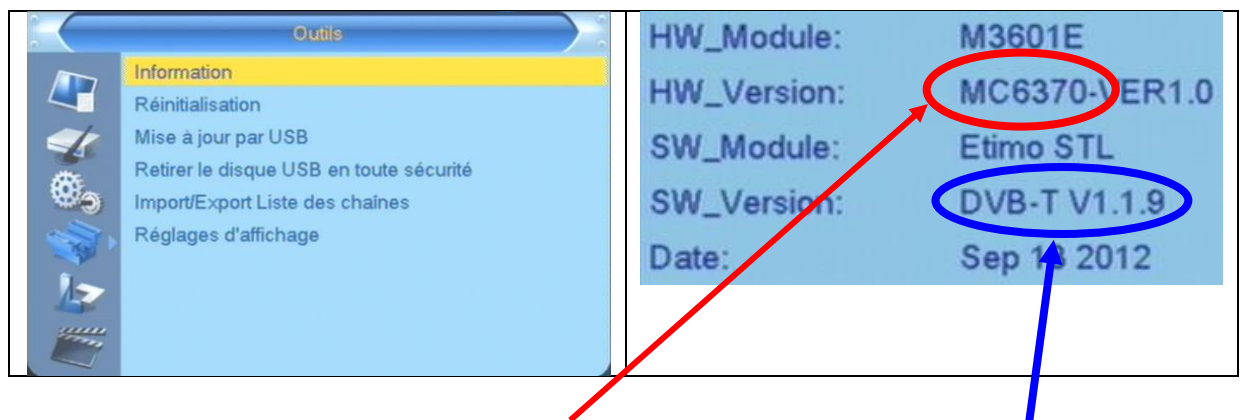 Outils
Information
Réinitialisation
Mise à jour par USB
Retirer le disque USB en toute sécurité
Import/Export Liste des chaînes
Réglages d'affichage
HW_Module: M3601E
HW_Version: MC6370-VER1.0
SW_Module: Etimo STL
SW_Version: DVB-T V1.1.9
Date: Sep 13 2012